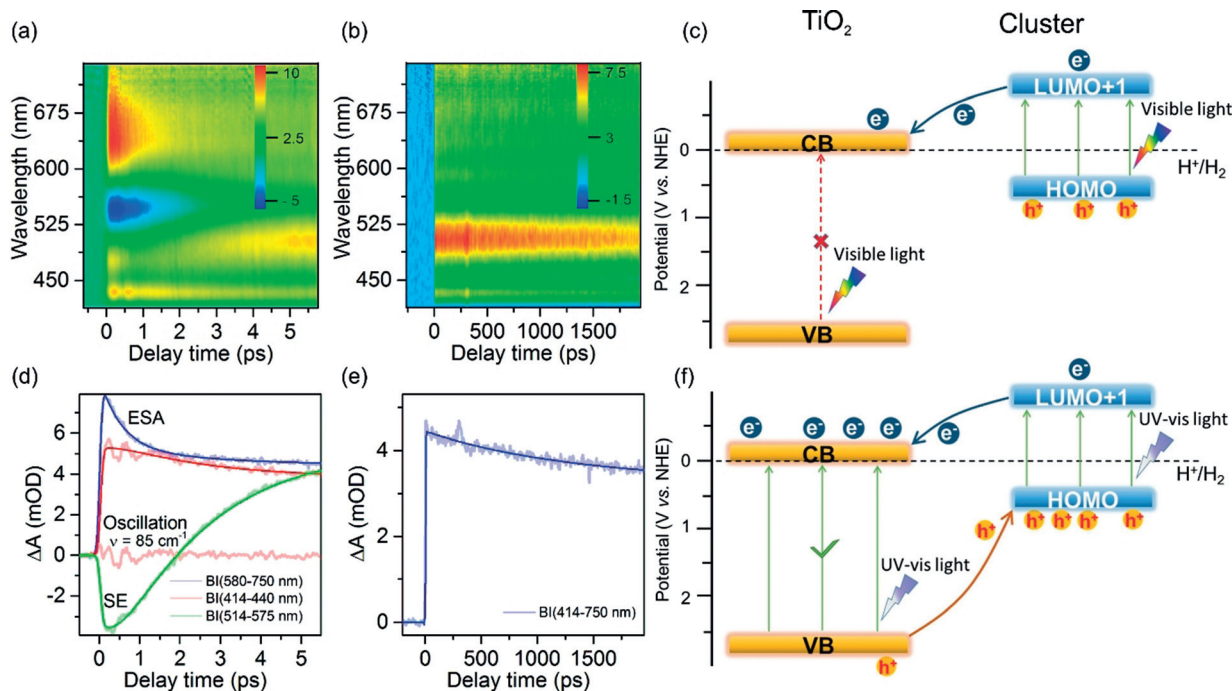 (a)
Wavelength (nm)
675
600
525
450
10
2.5
-5
0 1 2 3 4 5
Delay time (ps)
(b)
Wavelength (nm)
675
600
525
450
7.5
3
-1.5
0 500 1000 1500
Delay time (ps)
(c)
TiO2
Cluster
Potential (V vs. NHE)
0
1
2
e-
LUMO+1
e-
e-
CB
Visible light
H+/H2
HOMO
h+ h+ h+
Visible light
VB
(d)
ΔA (mOD)
6
4
2
0
-2
ESA
Oscillation
ν = 85 cm-1
SE
BI(580-750 nm)
BI(414-440 nm)
BI(514-575 nm)
0 1 2 3 4 5
Delay time (ps)
(e)
ΔA (mOD)
4
2
0
BI(414-750 nm)
0 500 1000 1500
Delay time (ps)
(f)
Potential (V vs. NHE)
0
1
2
e-
LUMO+1
e- e- e- e-
e-
CB
UV-vis light
H+/H2
HOMO
h+ h+ h+ h+
h+
UV-vis light
VB
h+